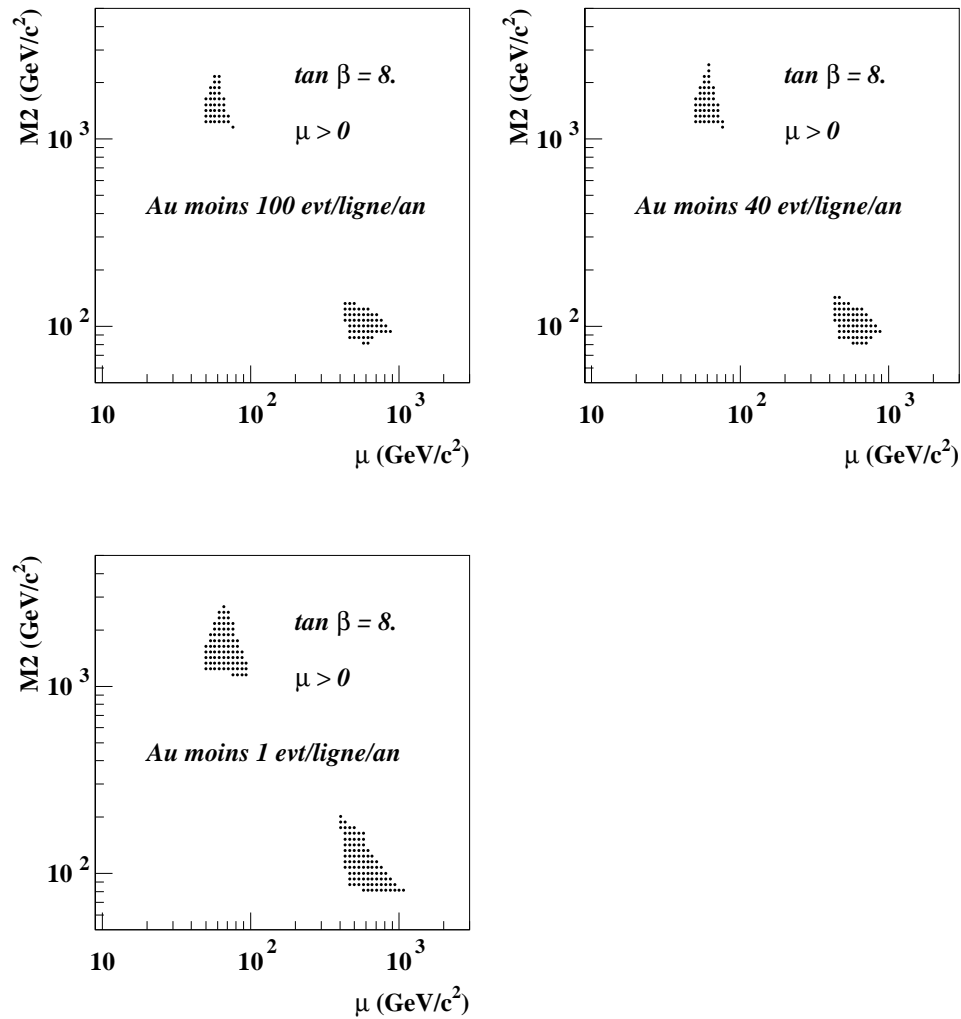 M2 (GeV/c²)
tan β = 8.
μ > 0
Au moins 100 evt/ligne/an
10³
10²
10 10² 10³
μ (GeV/c²)
M2 (GeV/c²)
tan β = 8.
μ > 0
Au moins 40 evt/ligne/an
10³
10²
10 10² 10³
μ (GeV/c²)
M2 (GeV/c²)
tan β = 8.
μ > 0
Au moins 1 evt/ligne/an
10³
10²
10 10² 10³
μ (GeV/c²)